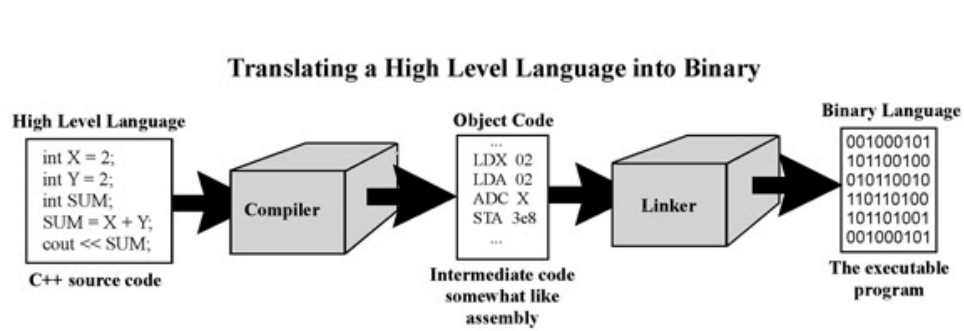 Translating a High Level Language into Binary
High Level Language
int X = 2;
int Y = 2;
int SUM;
SUM = X + Y;
cout << SUM;
C++ source code
Compiler
Object Code
...
LDX 02
LDA 02
ADC X
STA 3e8
...
Intermediate code
somewhat like
assembly
Linker
Binary Language
001000101
101100100
010110010
110110100
101101001
001000101
The executable
program